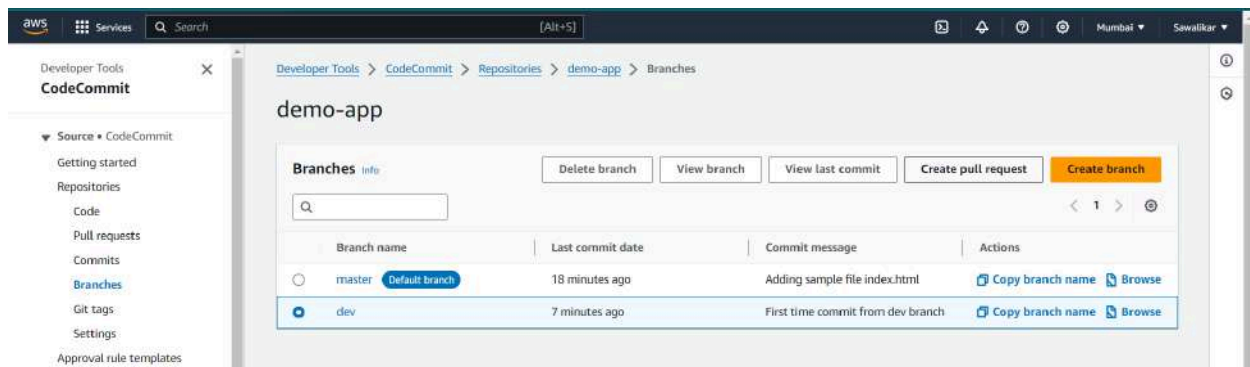 aws Services Search [Alt+S] Mumbai ▼ Sawalikar ▼
Developer Tools
CodeCommit
Source • CodeCommit
Getting started
Repositories
Code
Pull requests
Commits
Branches
Git tags
Settings
Approval rule templates
Developer Tools > CodeCommit > Repositories > demo-app > Branches
demo-app
Branches Info Delete branch View branch View last commit Create pull request Create branch
< 1 >
Branch name Last commit date Commit message Actions
master Default branch 18 minutes ago Adding sample file index.html Copy branch name Browse
dev 7 minutes ago First time commit from dev branch Copy branch name Browse